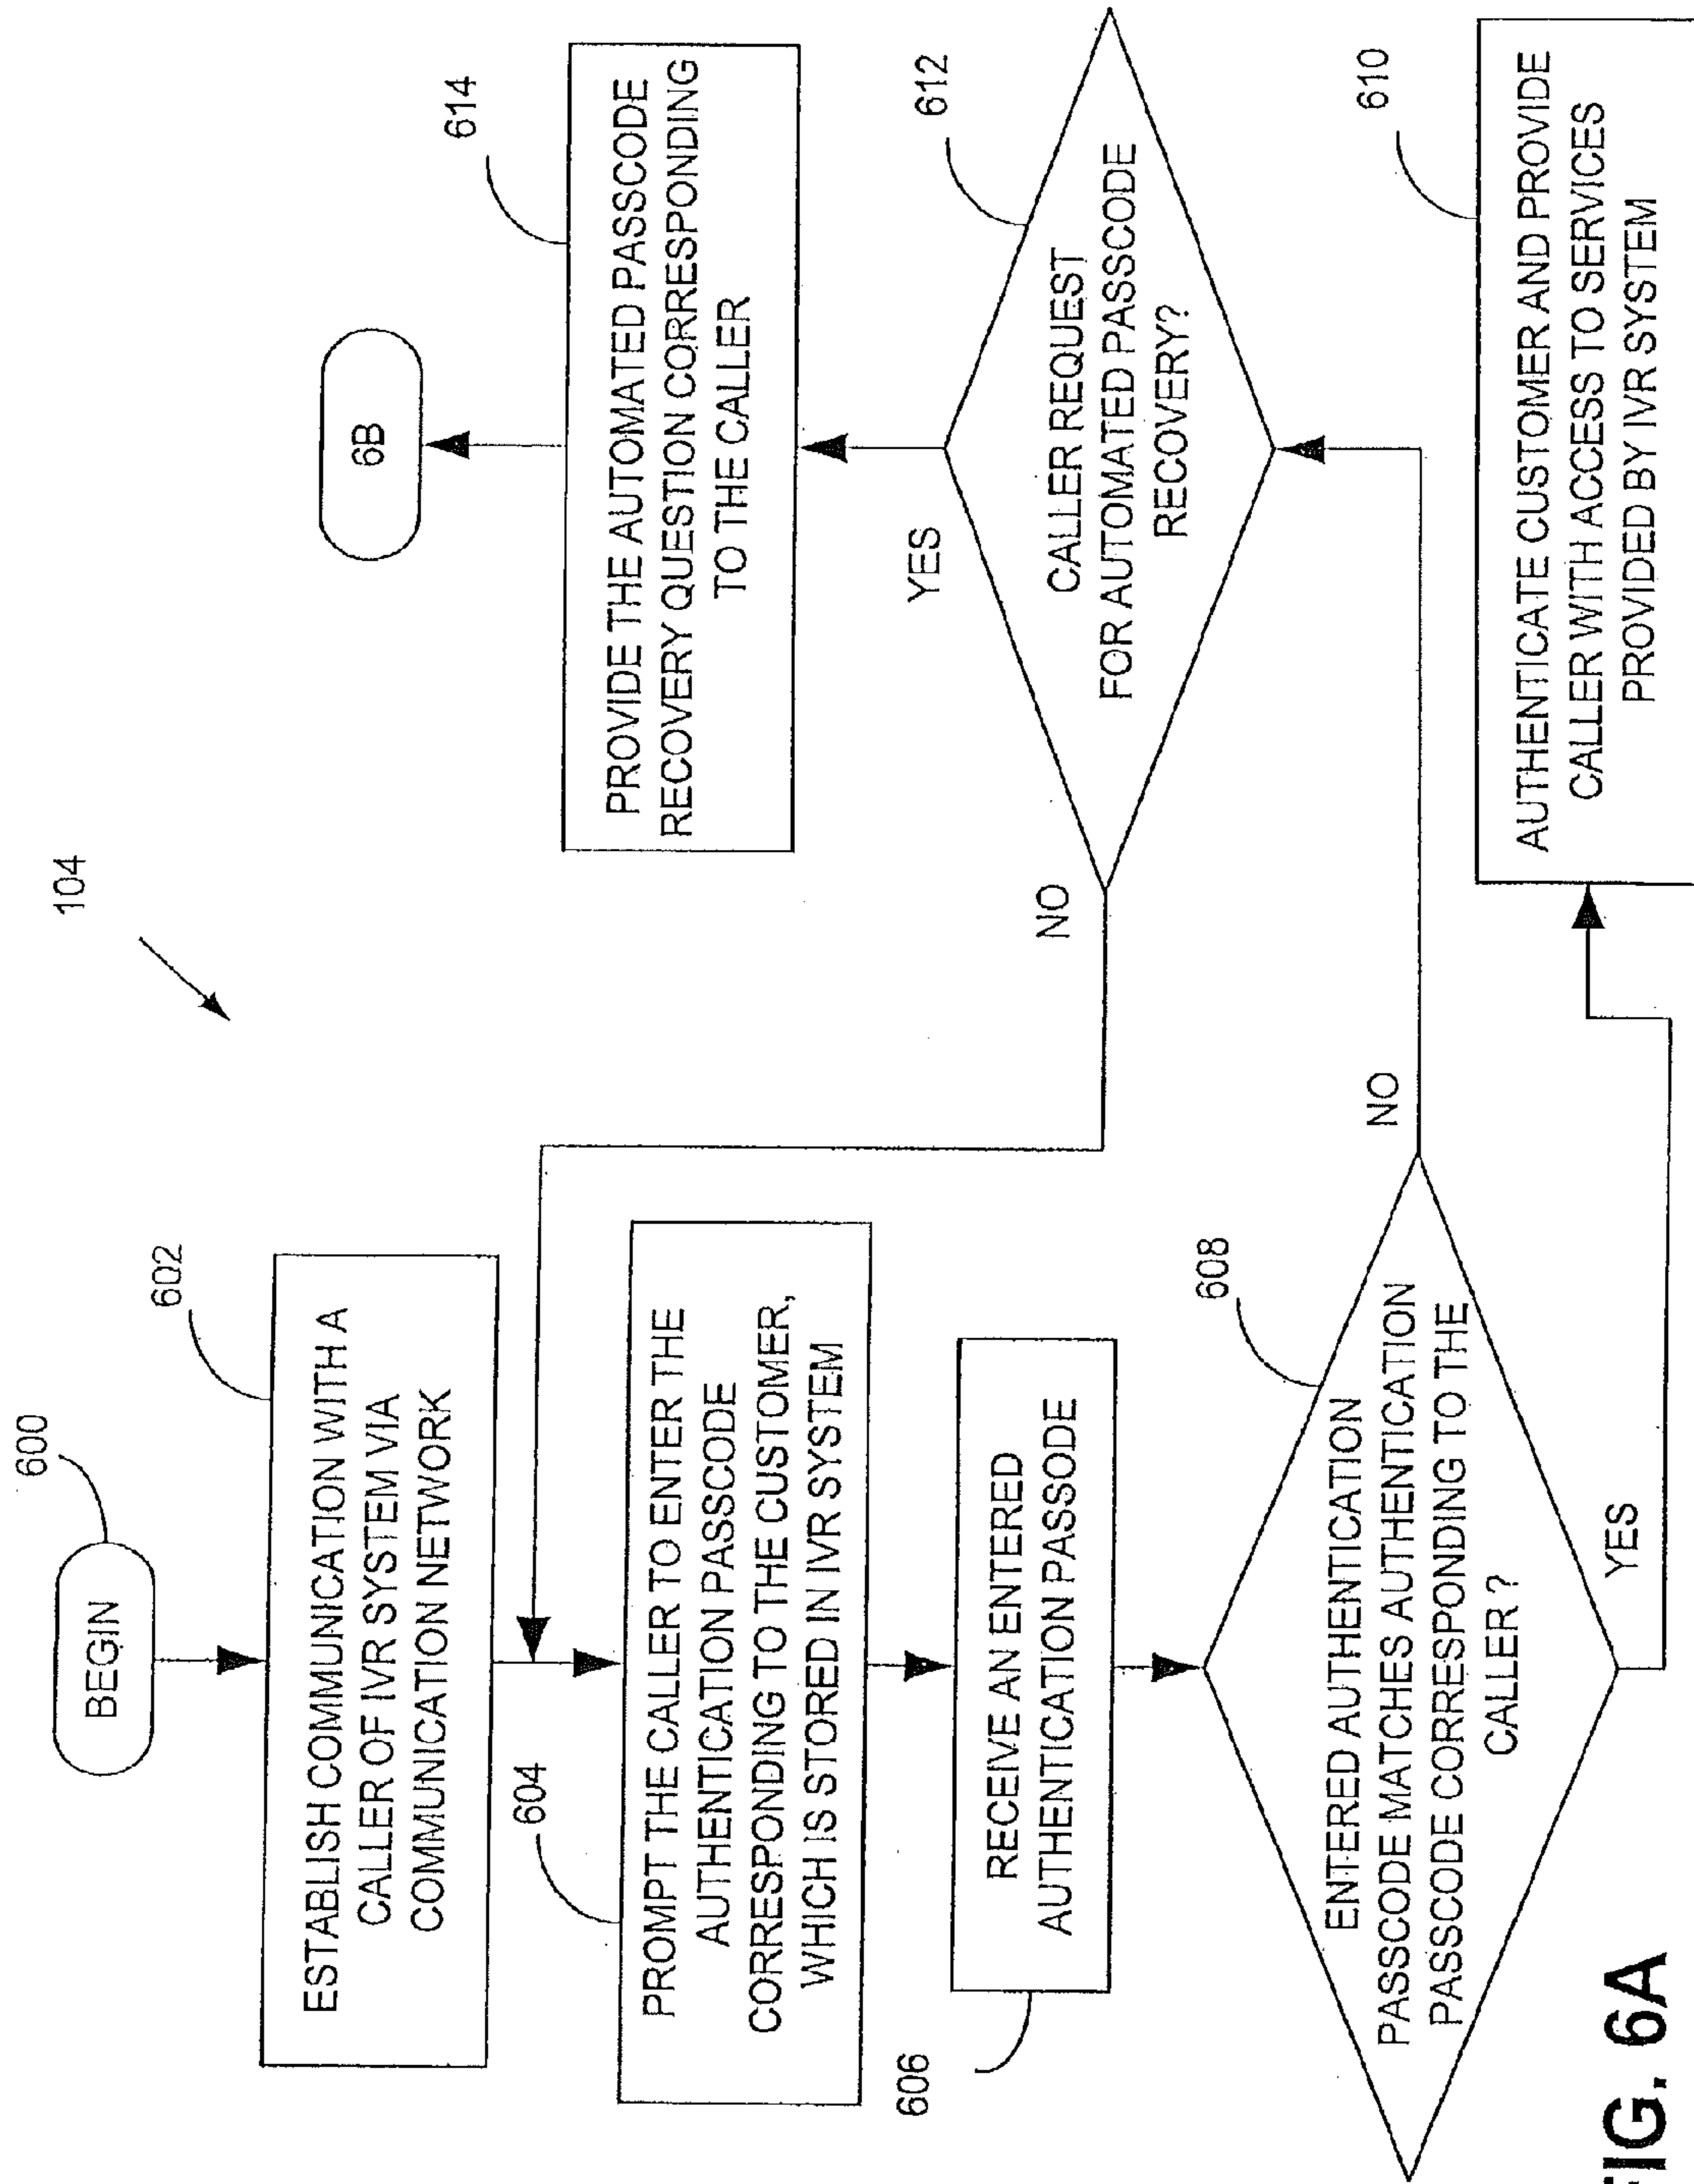 104
600
BEGIN
602
ESTABLISH COMMUNICATION WITH A
CALLER OF IVR SYSTEM VIA
COMMUNICATION NETWORK
604
PROMPT THE CALLER TO ENTER THE
AUTHENTICATION PASSCODE
CORRESPONDING TO THE CUSTOMER,
WHICH IS STORED IN IVR SYSTEM
606
RECEIVE AN ENTERED
AUTHENTICATION PASSODE
608
ENTERED AUTHENTICATION
PASSCODE MATCHES AUTHENTICATION
PASSCODE CORRESPONDING TO THE
CALLER ?
NO
YES
6B
614
PROVIDE THE AUTOMATED PASSCODE
RECOVERY QUESTION CORRESPONDING
TO THE CALLER
YES
612
CALLER REQUEST
FOR AUTOMATED PASSCODE
RECOVERY?
NO
610
AUTHENTICATE CUSTOMER AND PROVIDE
CALLER WITH ACCESS TO SERVICES
PROVIDED BY IVR SYSTEM
FIG. 6A